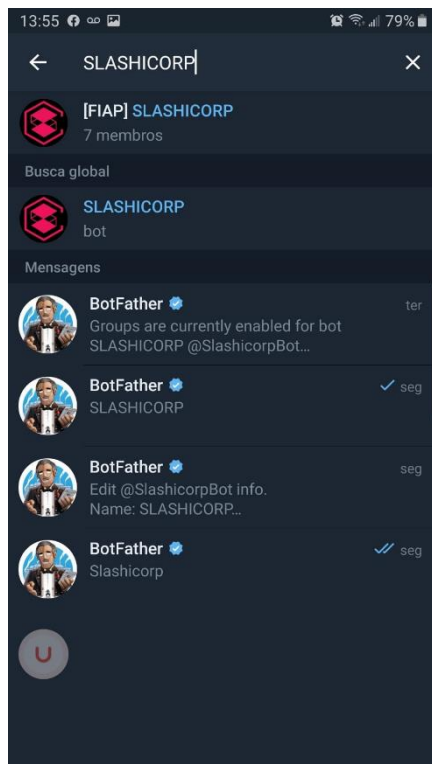 13:55 79%
SLASHICORP
[FIAP] SLASHICORP
7 membros
Busca global
SLASHICORP
bot
Mensagens
BotFather ter
Groups are currently enabled for bot
SLASHICORP @SlashicorpBot...
BotFather seg
SLASHICORP
BotFather seg
Edit @SlashicorpBot info.
Name: SLASHICORP...
BotFather seg
Slashicorp
U